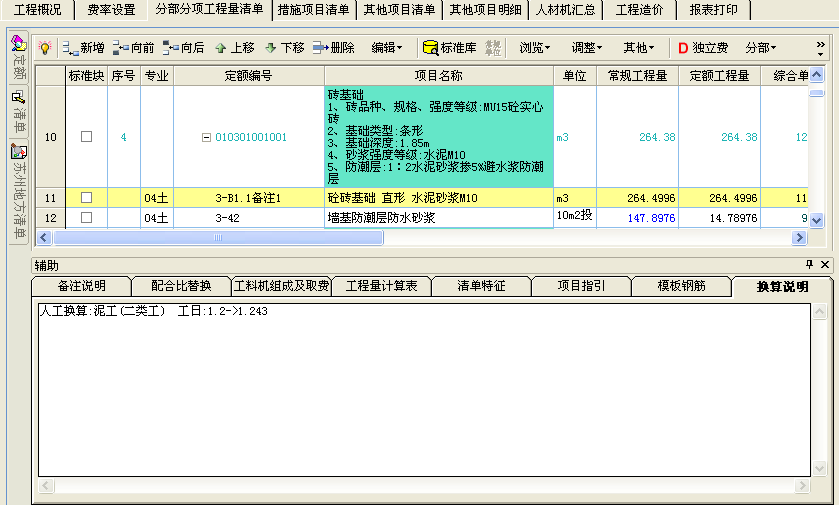 工程概况 费率设置 分部分项工程量清单 措施项目清单 其他项目清单 其他项目明细 人材机汇总 工程造价 报表打印
新增 向前 向后 上移 下移 删除 编辑 标准库 常规单位 浏览 调整 其他 D 独立费 分部 »
定额
清单
苏州地方清单
标准块 序号 专业 定额编号 项目名称 单位 常规工程量 定额工程量 综合单
10 4 010301001001 m3 264.38 264.38 12
砖基础
1、砖品种、规格、强度等级:MU15砼实心
砖
2、基础类型:条形
3、基础深度:1.85m
4、砂浆强度等级:水泥M10
5、防潮层:1：2水泥砂浆掺5%避水浆防潮
层
11 04土 3-B1.1备注1 砼砖基础 直形 水泥砂浆M10 m3 264.4996 264.4996 11
12 04土 3-42 墙基防潮层防水砂浆 10m2投 147.8976 14.78976 9
辅助
备注说明 配合比替换 工料机组成及取费 工程量计算表 清单特征 项目指引 模板钢筋 换算说明
人工换算:泥工(二类工) 工日:1.2->1.243